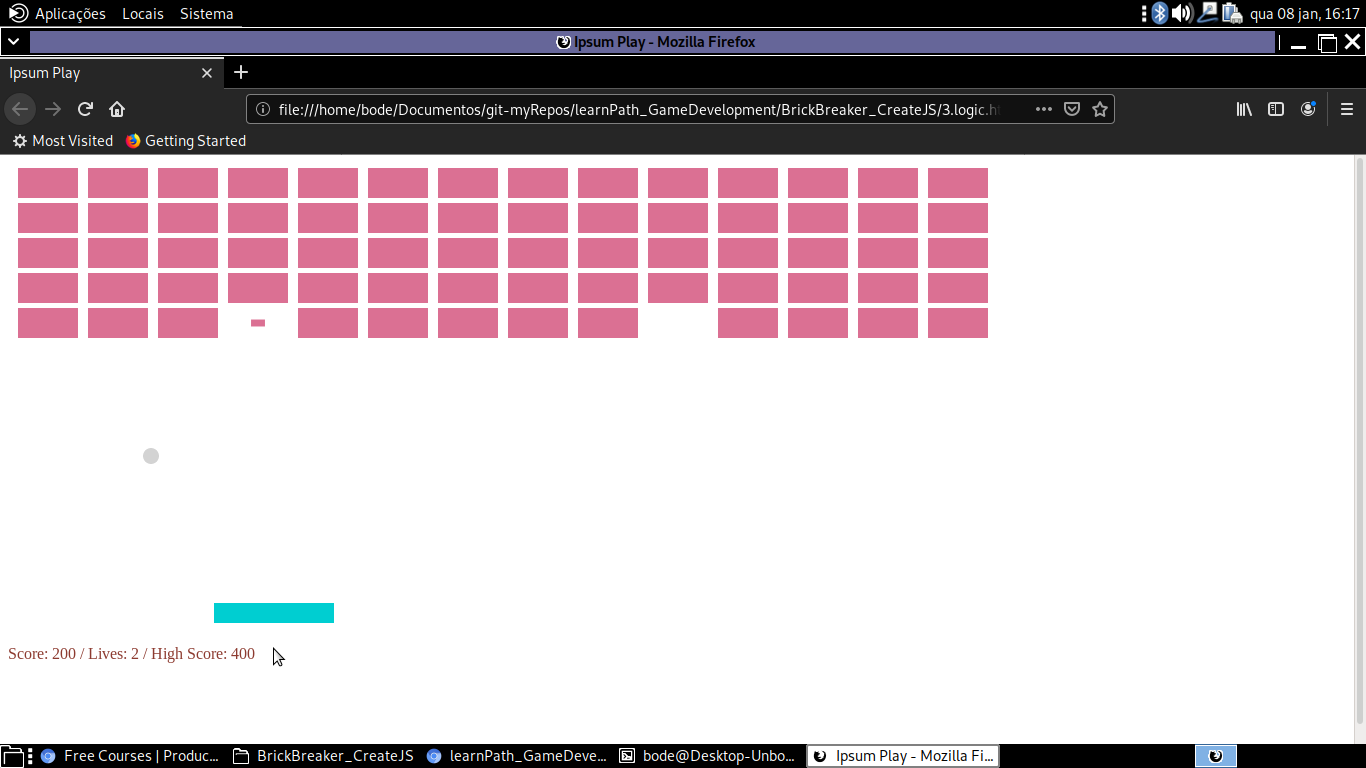 Aplicações Locais Sistema qua 08 jan, 16:17
Ipsum Play - Mozilla Firefox
Ipsum Play
file:///home/bode/Documentos/git-myRepos/learnPath_GameDevelopment/BrickBreaker_CreateJS/3.logic.h
Most Visited Getting Started
Score: 200 / Lives: 2 / High Score: 400
Free Courses | Produc... BrickBreaker_CreateJS learnPath_GameDeve... bode@Desktop-Unbo... Ipsum Play - Mozilla Fi...